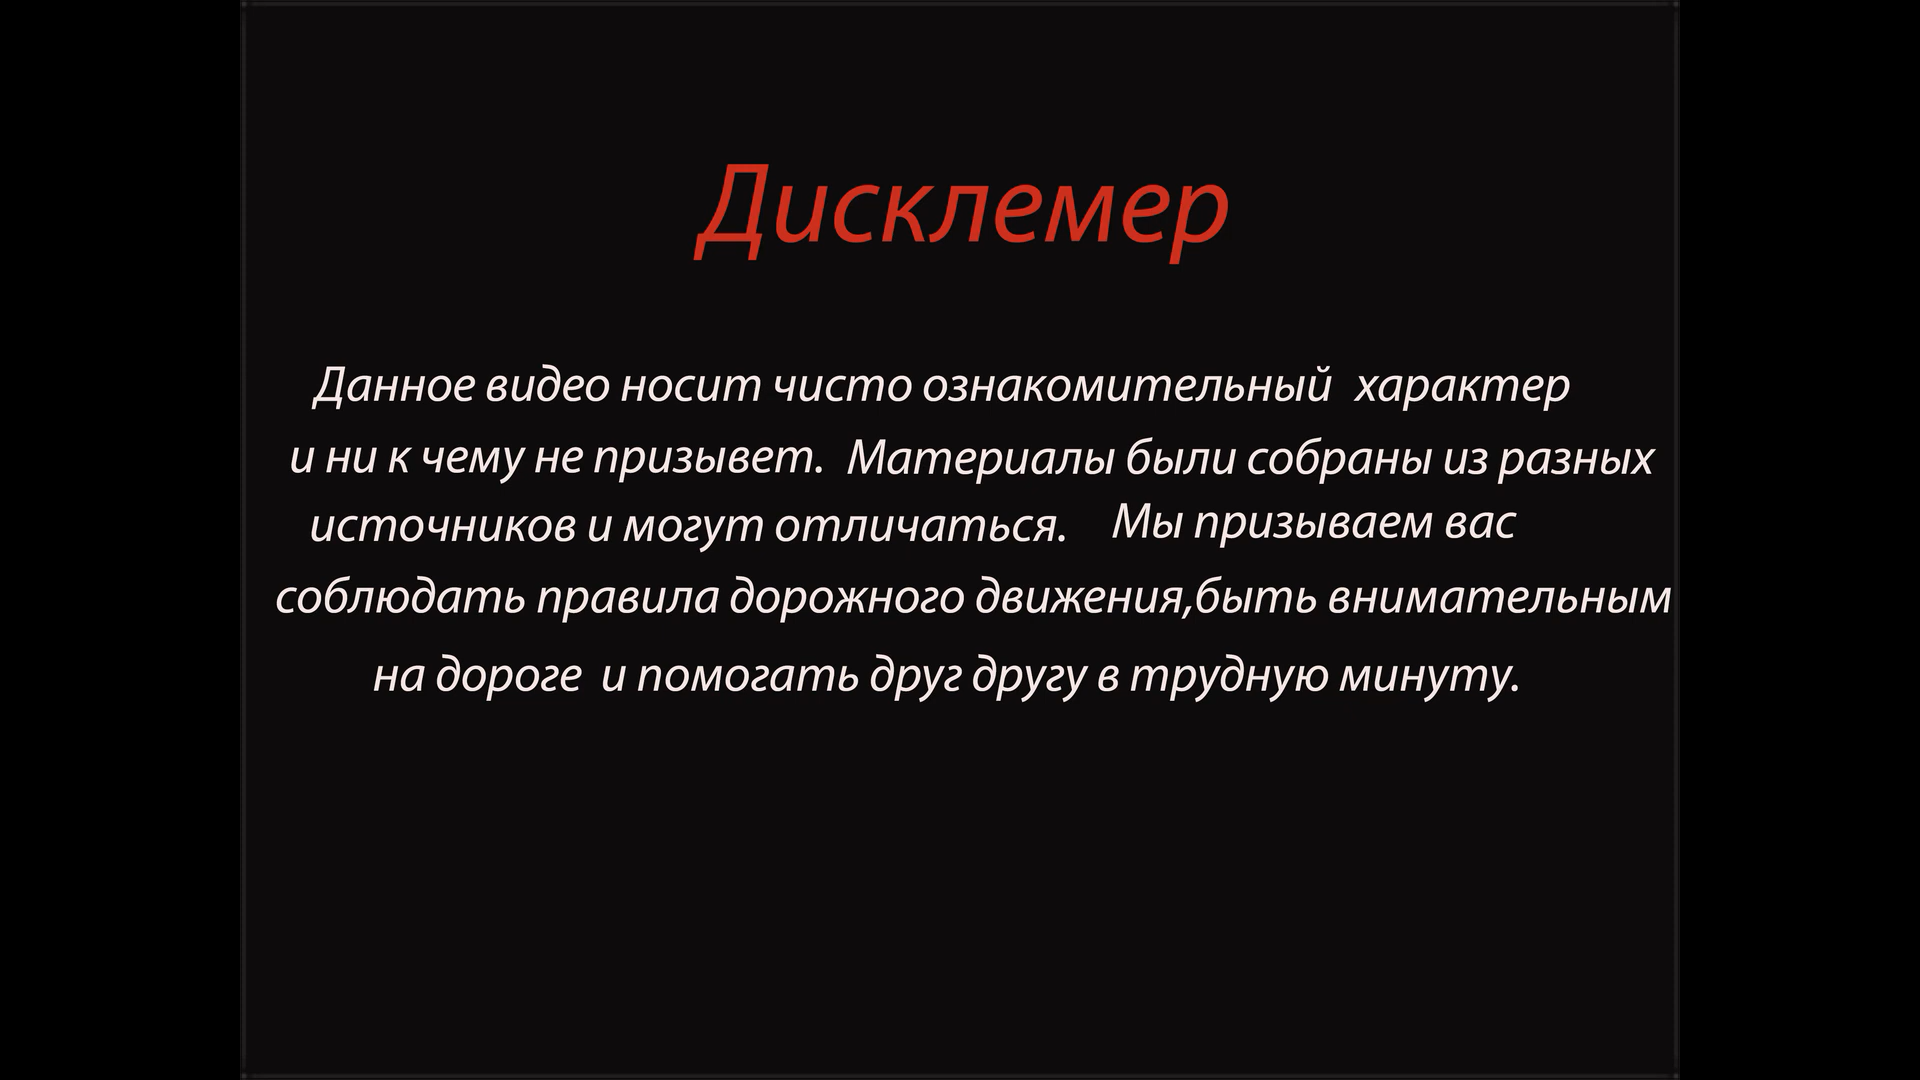 Дисклемер
Данное видео носит чисто ознакомительный характер
и ни к чему не призывет. Материалы были собраны из разных
источников и могут отличаться. Мы призываем вас
соблюдать правила дорожного движения,быть внимательным
на дороге и помогать друг другу в трудную минуту.